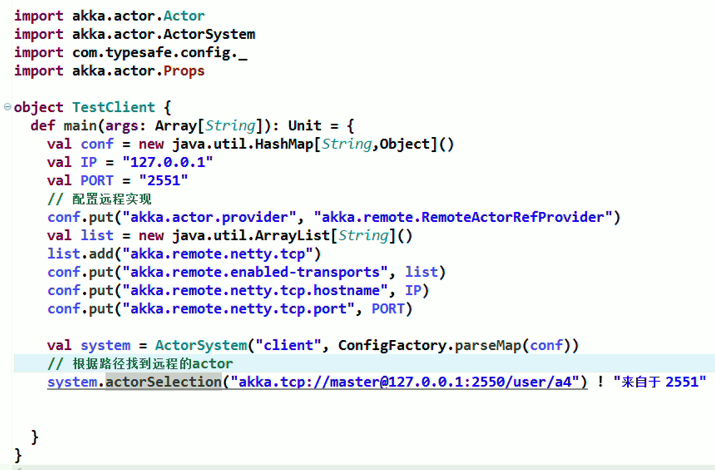 import akka.actor.Actor
import akka.actor.ActorSystem
import com.typesafe.config._
import akka.actor.Props
object TestClient {
def main(args: Array[String]): Unit = {
val conf = new java.util.HashMap[String,Object]()
val IP = "127.0.0.1"
val PORT = "2551"
// 配置远程实现
conf.put("akka.actor.provider", "akka.remote.RemoteActorRefProvider")
val list = new java.util.ArrayList[String]()
list.add("akka.remote.netty.tcp")
conf.put("akka.remote.enabled-transports", list)
conf.put("akka.remote.netty.tcp.hostname", IP)
conf.put("akka.remote.netty.tcp.port", PORT)
val system = ActorSystem("client", ConfigFactory.parseMap(conf))
// 根据路径找到远程的actor
system.actorSelection("akka.tcp://master@127.0.0.1:2550/user/a4") ! "来自于 2551"
}
}